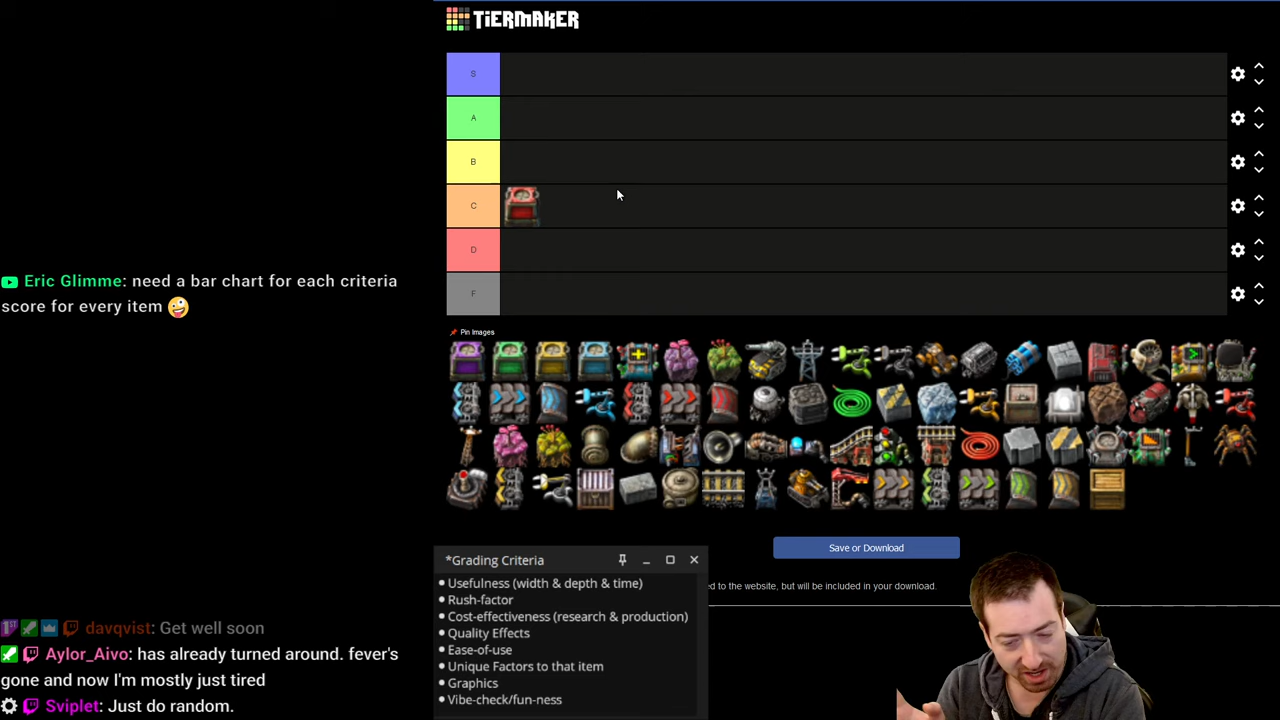 TIERMAKER
S
A
B
C
D
F
Eric Glimme: need a bar chart for each criteria
score for every item 🤪
📌 Pin Images
Save or Download
ed to the website, but will be included in your download.
*Grading Criteria
• Usefulness (width & depth & time)
• Rush-factor
• Cost-effectiveness (research & production)
• Quality Effects
• Ease-of-use
• Unique Factors to that item
• Graphics
• Vibe-check/fun-ness
davqvist: Get well soon
Aylor_Aivo: has already turned around. fever's
gone and now I'm mostly just tired
Sviplet: Just do random.